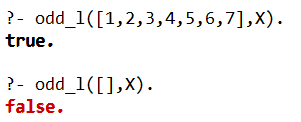 ?- odd_l([1,2,3,4,5,6,7],X).
true.
?- odd_l([],X).
false.